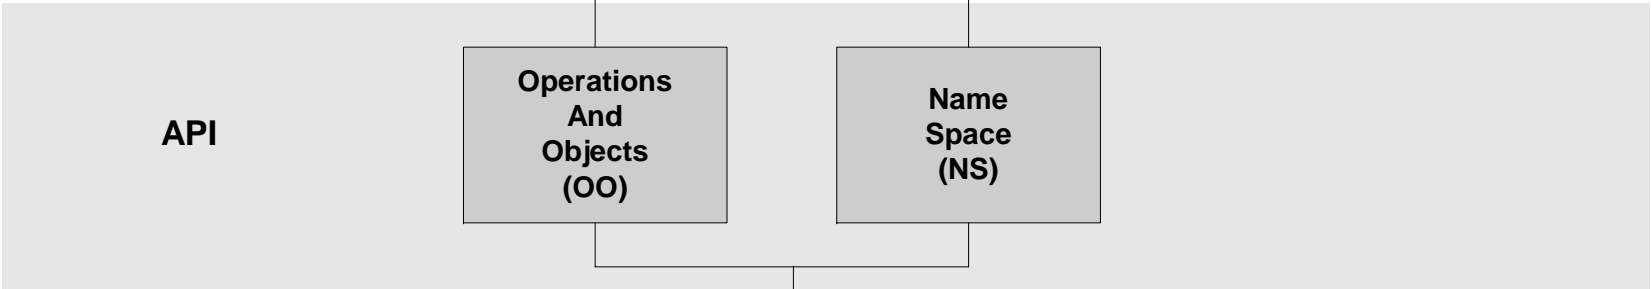 API
Operations
And
Objects
(OO)
Name
Space
(NS)